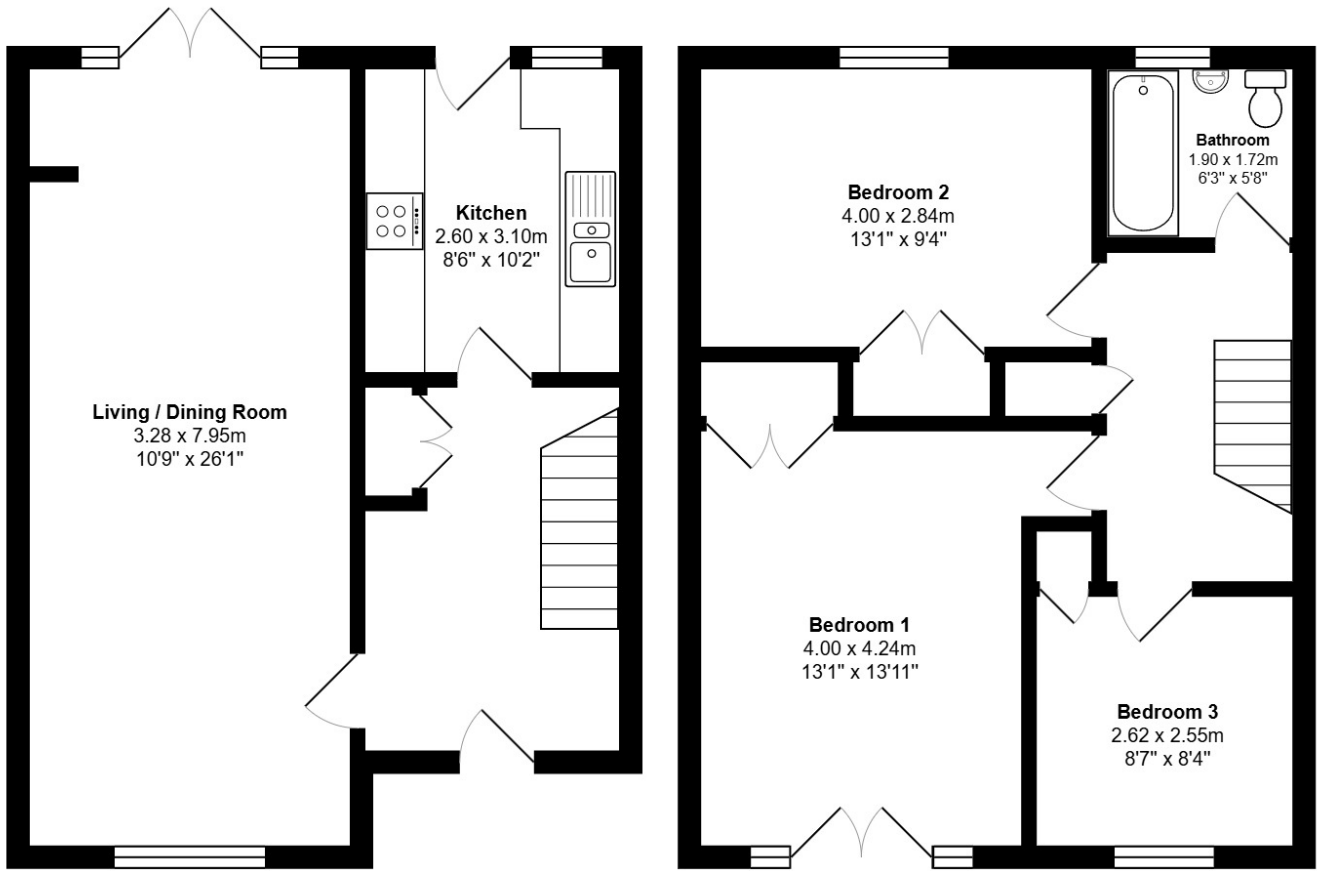 Living / Dining Room
3.28 x 7.95m
10'9" x 26'1"
Kitchen
2.60 x 3.10m
8'6" x 10'2"
Bedroom 2
4.00 x 2.84m
13'1" x 9'4"
Bathroom
1.90 x 1.72m
6'3" x 5'8"
Bedroom 1
4.00 x 4.24m
13'1" x 13'11"
Bedroom 3
2.62 x 2.55m
8'7" x 8'4"